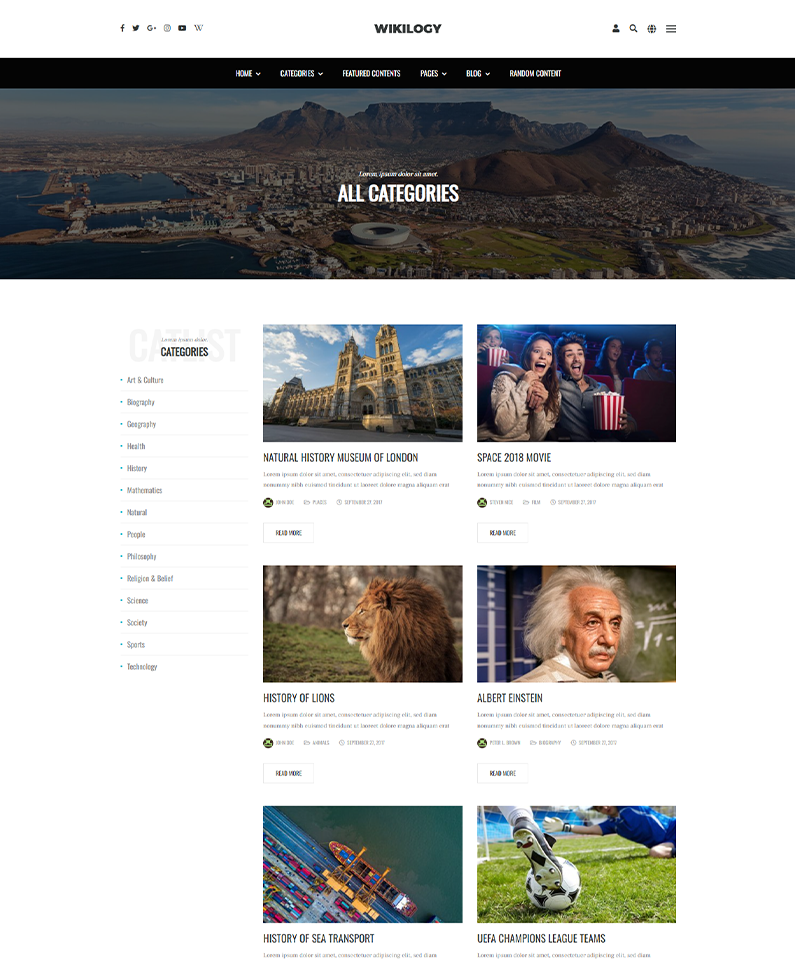 WIKILOGY
HOME
CATEGORIES
FEATURED CONTENTS
PAGES
BLOG
RANDOM CONTENT
Lorem, ipsum dolor sit amet.
ALL CATEGORIES
CATLIST
Lorem ipsum dolor.
CATEGORIES
Art & Culture
Biography
Geography
Health
History
Mathematics
Natural
People
Philosophy
Religion & Belief
Science
Society
Sports
Technology
NATURAL HISTORY MUSEUM OF LONDON
Lorem ipsum dolor sit amet, consectetuer adipiscing elit, sed diam
nonummy nibh euismod tincidunt ut laoreet dolore magna aliquam erat
JOHN DOE PLACES SEPTEMBER 27, 2017
READ MORE
SPACE 2018 MOVIE
Lorem ipsum dolor sit amet, consectetuer adipiscing elit, sed diam
nonummy nibh euismod tincidunt ut laoreet dolore magna aliquam erat
FILM SEPTEMBER 27, 2017
READ MORE
HISTORY OF LIONS
Lorem ipsum dolor sit amet, consectetuer adipiscing elit, sed diam
nonummy nibh euismod tincidunt ut laoreet dolore magna aliquam erat
JOHN DOE ANIMALS SEPTEMBER 22, 2017
READ MORE
ALBERT EINSTEIN
Lorem ipsum dolor sit amet, consectetuer adipiscing elit, sed diam
nonummy nibh euismod tincidunt ut laoreet dolore magna aliquam erat
PETER L. BROWN BIOGRAPHY SEPTEMBER 22, 2017
READ MORE
HISTORY OF SEA TRANSPORT
Lorem ipsum dolor sit amet, consectetuer adipiscing elit, sed diam
UEFA CHAMPIONS LEAGUE TEAMS
Lorem ipsum dolor sit amet, consectetuer adipiscing elit, sed diam